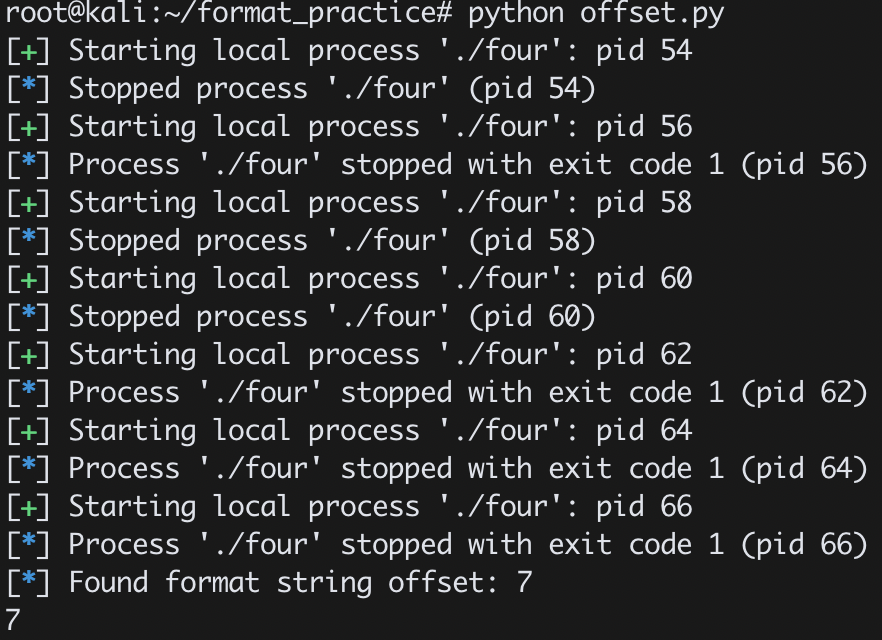 root@kali:~/format_practice# python offset.py
[+] Starting local process './four': pid 54
[*] Stopped process './four' (pid 54)
[+] Starting local process './four': pid 56
[*] Process './four' stopped with exit code 1 (pid 56)
[+] Starting local process './four': pid 58
[*] Stopped process './four' (pid 58)
[+] Starting local process './four': pid 60
[*] Stopped process './four' (pid 60)
[+] Starting local process './four': pid 62
[*] Process './four' stopped with exit code 1 (pid 62)
[+] Starting local process './four': pid 64
[*] Process './four' stopped with exit code 1 (pid 64)
[+] Starting local process './four': pid 66
[*] Process './four' stopped with exit code 1 (pid 66)
[*] Found format string offset: 7
7